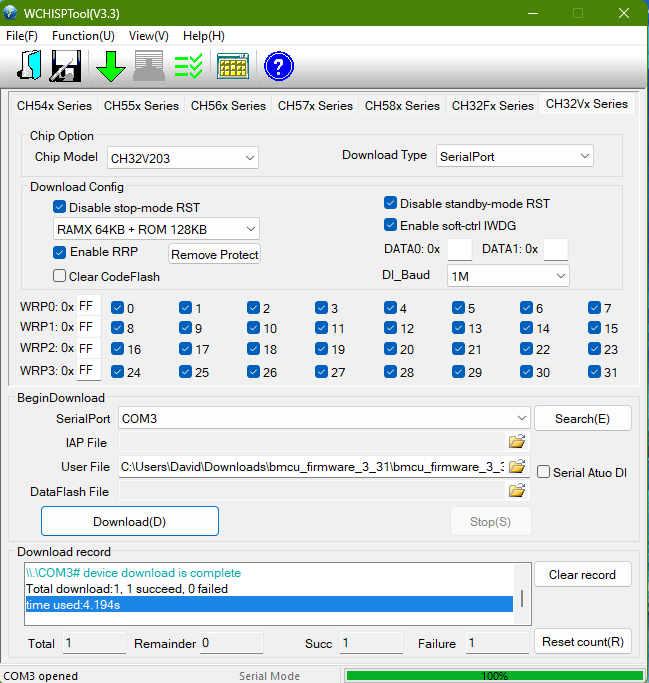 WCHISPTool(V3.3)
File(F) Function(U) View(V) Help(H)
?
CH54x Series CH55x Series CH56x Series CH57x Series CH58x Series CH32Fx Series CH32Vx Series
Chip Option
Chip Model CH32V203 Download Type SerialPort
Download Config
Disable stop-mode RST Disable standby-mode RST
RAMX 64KB + ROM 128KB Enable soft-ctrl IWDG
Enable RRP Remove Protect DATA0: 0x DATA1: 0x
Clear CodeFlash DI_Baud 1M
WRP0: 0x FF 0 1 2 3 4 5 6 7
WRP1: 0x FF 8 9 10 11 12 13 14 15
WRP2: 0x FF 16 17 18 19 20 21 22 23
WRP3: 0x FF 24 25 26 27 28 29 30 31
BeginDownload
SerialPort COM3 Search(E)
IAP File
User File C:\Users\David\Downloads\bmcu_firmware_3_31\bmcu_firmware_3_3 Serial Atuo DI
DataFlash File
Download(D) Stop(S)
Download record
\\.\COM3# device download is complete Clear record
Total download:1, 1 succeed, 0 failed
time used:4.194s
Total 1 Remainder 0 Succ 1 Failure 1 Reset count(R)
COM3 opened Serial Mode 100%